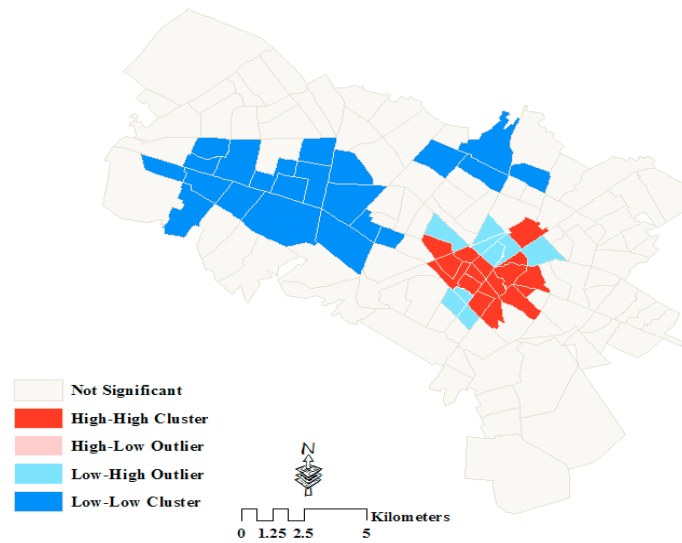 Not Significant
High-High Cluster
High-Low Outlier
Low-High Outlier
Low-Low Cluster
N
Kilometers
0 1.25 2.5 5